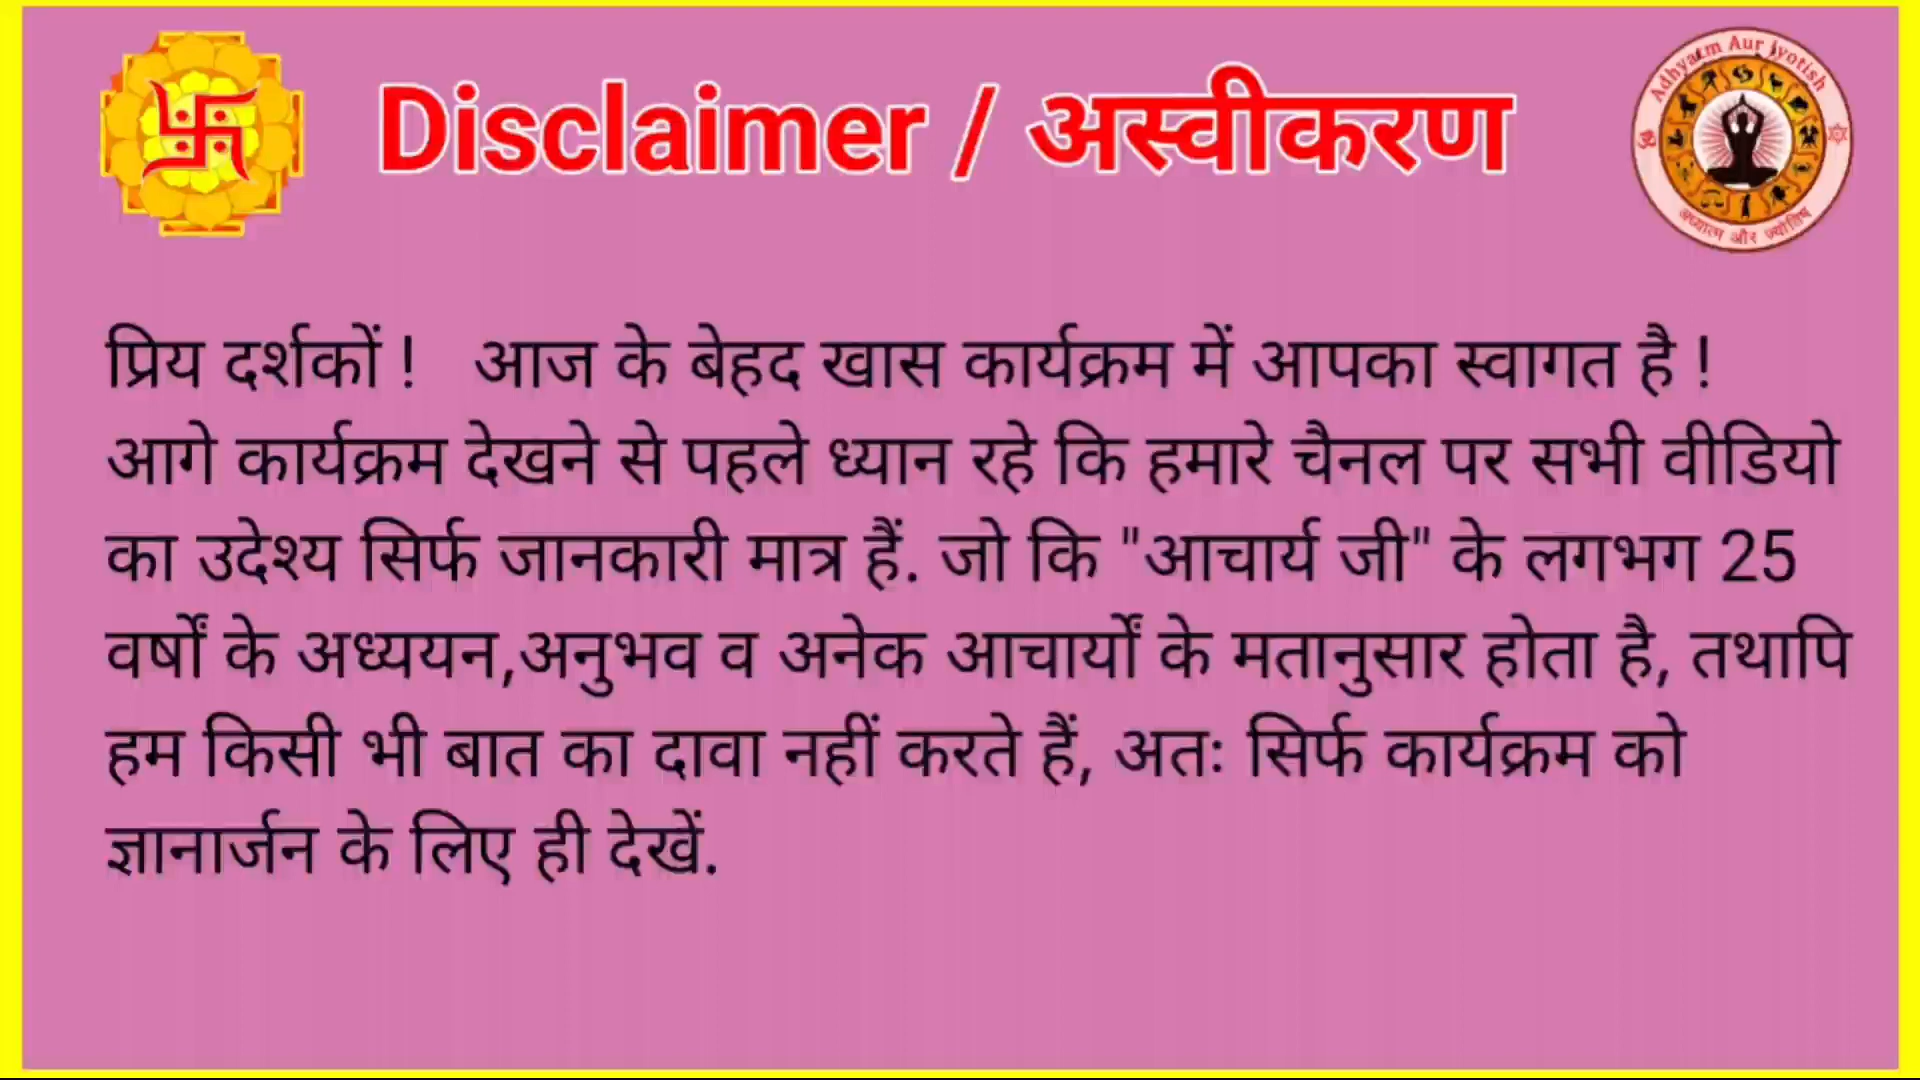 Disclaimer / अस्वीकरण
Adhyatm Aur Jyotish
अध्यात्म और ज्योतिष
प्रिय दर्शकों ! आज के बेहद खास कार्यक्रम में आपका स्वागत है !
आगे कार्यक्रम देखने से पहले ध्यान रहे कि हमारे चैनल पर सभी वीडियो
का उदेश्य सिर्फ जानकारी मात्र हैं. जो कि "आचार्य जी" के लगभग 25
वर्षों के अध्ययन,अनुभव व अनेक आचार्यों के मतानुसार होता है, तथापि
हम किसी भी बात का दावा नहीं करते हैं, अतः सिर्फ कार्यक्रम को
ज्ञानार्जन के लिए ही देखें.